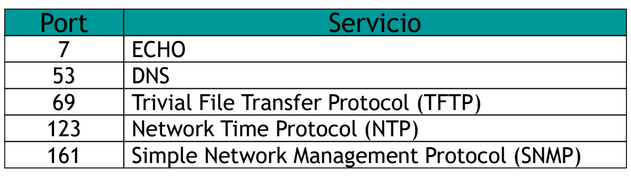 Port Servicio
7 ECHO
53 DNS
69 Trivial File Transfer Protocol (TFTP)
123 Network Time Protocol (NTP)
161 Simple Network Management Protocol (SNMP)